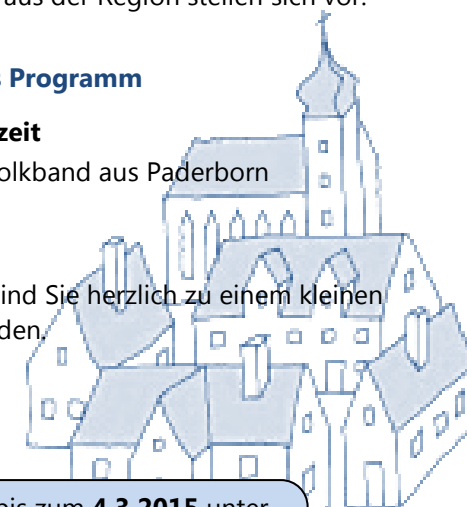 aus der Region stellen sich vor.
s Programm
zeit
olkband aus Paderborn
ind Sie herzlich zu einem kleinen
den.
bis zum 4.3.2015 unter